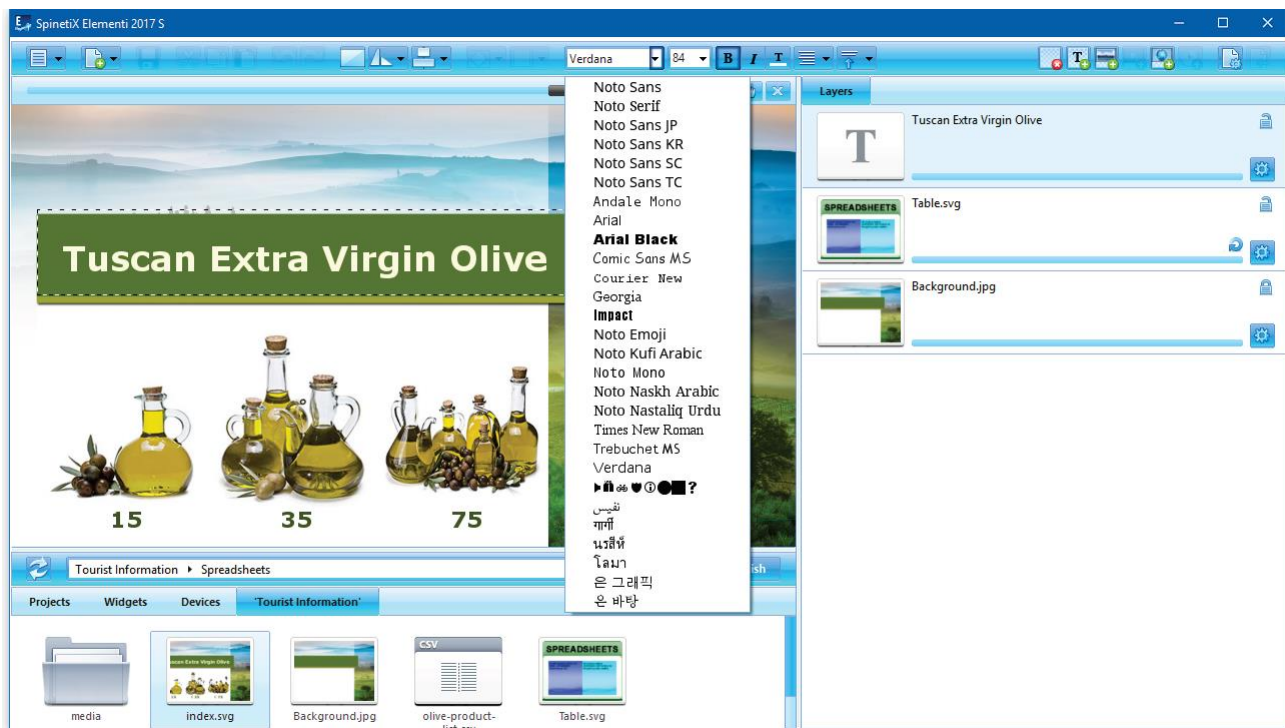 SpinetiX Elementi 2017 S
Verdana 84 B I T
Noto Sans
Noto Serif
Noto Sans JP
Noto Sans KR
Noto Sans SC
Noto Sans TC
Andale Mono
Arial
Arial Black
Comic Sans MS
Courier New
Georgia
Impact
Noto Emoji
Noto Kufi Arabic
Noto Mono
Noto Naskh Arabic
Noto Nastaliq Urdu
Times New Roman
Trebuchet MS
Verdana
?
نفيس
गार्गी
นรสีห์
โลมา
은 그래픽
은 바탕
Tuscan Extra Virgin Olive
15 35 75
Layers
T
Tuscan Extra Virgin Olive
SPREADSHEETS
Table.svg
Background.jpg
Tourist Information Spreadsheets
Projects Widgets Devices 'Tourist Information'
media
Tuscan Extra Virgin Olive
index.svg
Background.jpg
CSV
olive-product-
list.csv
SPREADSHEETS
Table.svg